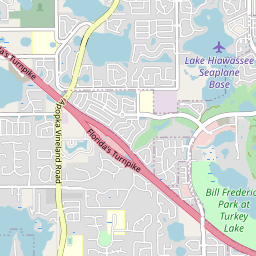 Florida's Turnpike
Lake Hiawassee
Seaplane
Base
Apopka Vineland Road
Florida's Turnpike
Bill Frederick
Park at
Turkey
Lake